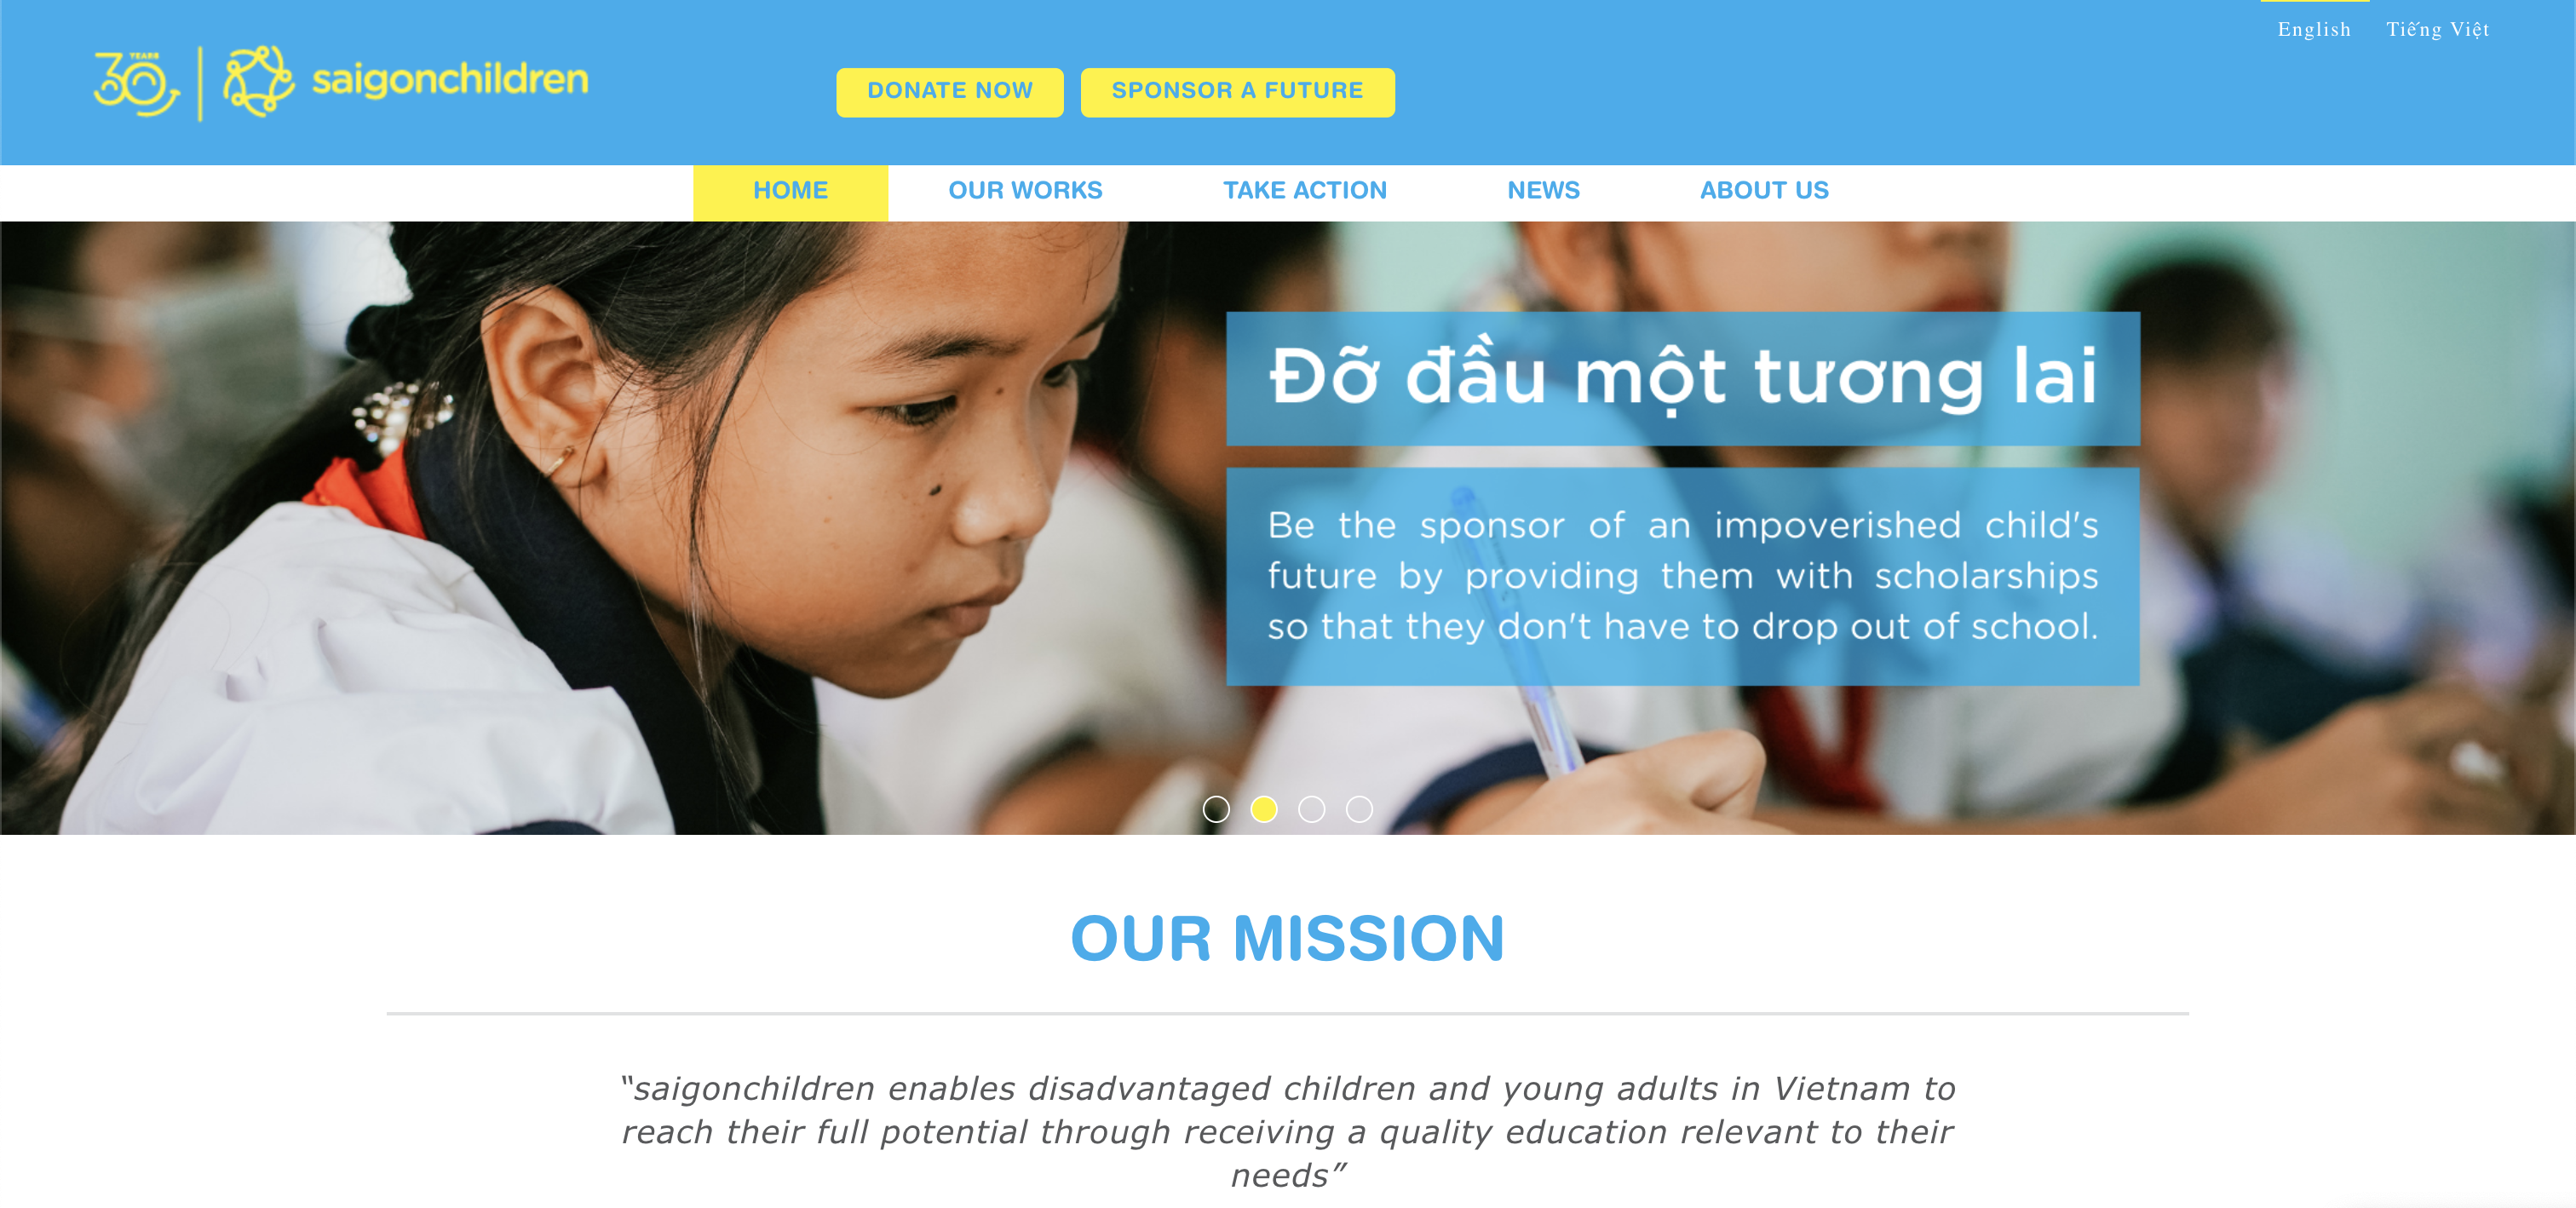 English Tiếng Việt
30 YEARS saigonchildren
DONATE NOW SPONSOR A FUTURE
HOME OUR WORKS TAKE ACTION NEWS ABOUT US
Đỡ đầu một tương lai
Be the sponsor of an impoverished child's
future by providing them with scholarships
so that they don't have to drop out of school.
OUR MISSION
“saigonchildren enables disadvantaged children and young adults in Vietnam to
reach their full potential through receiving a quality education relevant to their
needs”